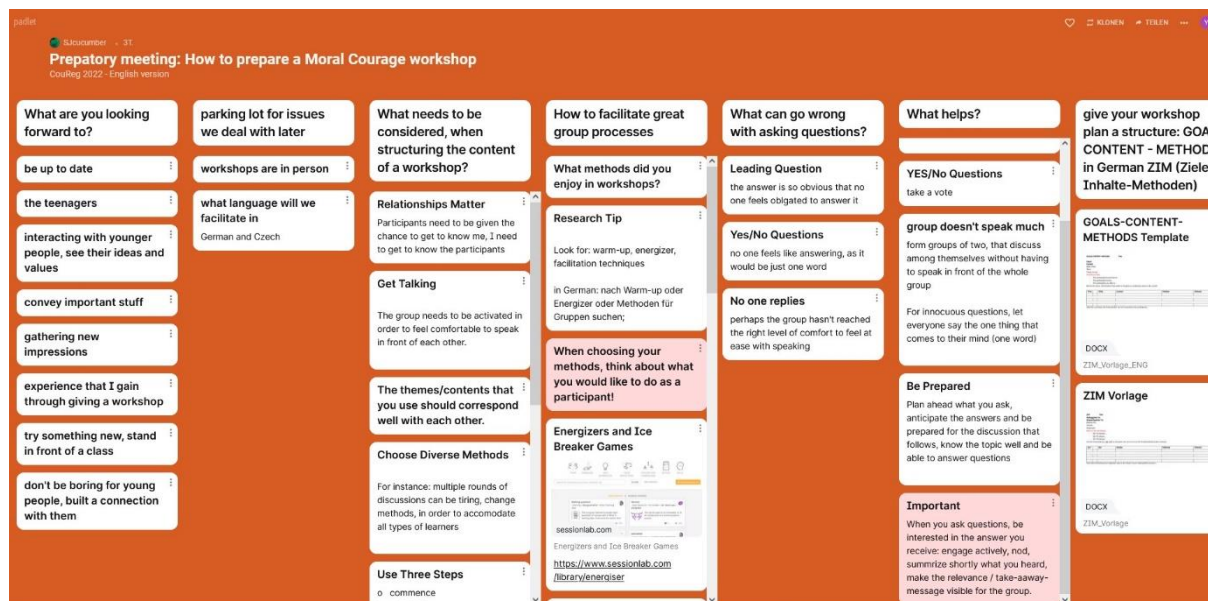 padlet
KLONEN
TEILEN
SJcucumber . 3T.
Prepatory meeting: How to prepare a Moral Courage workshop
CouReg 2022 - English version
What are you looking
forward to?
be up to date
the teenagers
interacting with younger
people, see their ideas and
values
convey important stuff
gathering new
impressions
experience that I gain
through giving a workshop
try something new, stand
in front of a class
don't be boring for young
people, built a connection
with them
parking lot for issues
we deal with later
workshops are in person
what language will we
facilitate in
German and Czech
What needs to be
considered, when
structuring the content
of a workshop?
Relationships Matter
Participants need to be given the
chance to get to know me, I need
to get to know the participants
Get Talking
The group needs to be activated in
order to feel comfortable to speak
in front of each other.
The themes/contents that
you use should correspond
well with each other.
Choose Diverse Methods
For instance: multiple rounds of
discussions can be tiring, change
methods, in order to accomodate
all types of learners
Use Three Steps
o commence
How to facilitate great
group processes
What methods did you
enjoy in workshops?
Research Tip
Look for: warm-up, energizer,
facilitation techniques
in German: nach Warm-up oder
Energizer oder Methoden für
Gruppen suchen;
When choosing your
methods, think about what
you would like to do as a
participant!
Energizers and Ice
Breaker Games
sessionlab.com
Energizers and Ice Breaker Games
https://www.sessionlab.com
/library/energiser
What can go wrong
with asking questions?
Leading Question
the answer is so obvious that no
one feels oblgated to answer it
Yes/No Questions
no one feels like answering, as it
would be just one word
No one replies
perhaps the group hasn't reached
the right level of comfort to feel at
ease with speaking
What helps?
YES/No Questions
take a vote
group doesn't speak much
form groups of two, that discuss
among themselves without having
to speak in front of the whole
group
For innocuous questions, let
everyone say the one thing that
comes to their mind (one word)
Be Prepared
Plan ahead what you ask,
anticipate the answers and be
prepared for the discussion that
follows, know the topic well and be
able to answer questions
Important
When you ask questions, be
interested in the answer you
receive: engage actively, nod,
summrize shortly what you heard,
make the relevance / take-aaway-
message visible for the group.
give your workshop
plan a structure: GOA
CONTENT - METHOD
in German ZIM (Ziele
Inhalte-Methoden)
GOALS-CONTENT-
METHODS Template
DOCX
ZIM_Vorlage_ENG
ZIM Vorlage
DOCX
ZIM_Vorlage